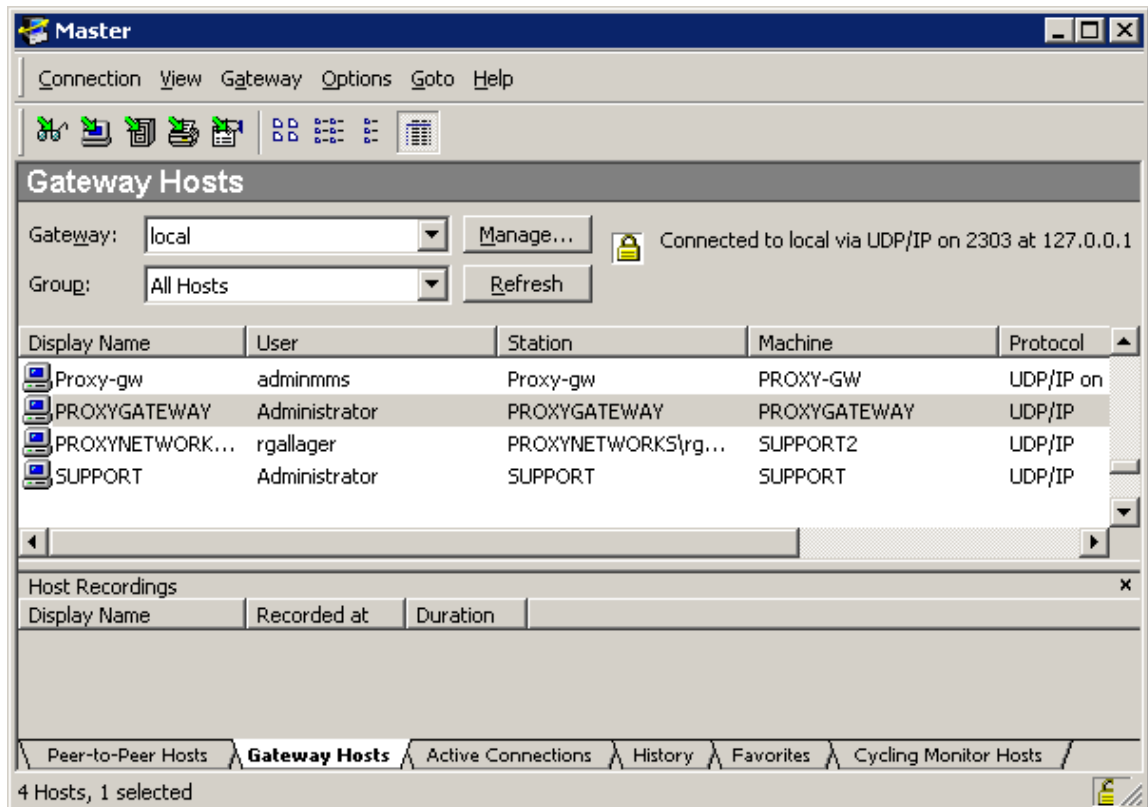 Master
Connection View Gateway Options Goto Help
Gateway Hosts
Gateway: local Manage... Connected to local via UDP/IP on 2303 at 127.0.0.1
Group: All Hosts Refresh
Display Name User Station Machine Protocol
Proxy-gw adminmms Proxy-gw PROXY-GW UDP/IP on
PROXYGATEWAY Administrator PROXYGATEWAY PROXYGATEWAY UDP/IP
PROXYNETWORK... rgallager PROXYNETWORKS\rg... SUPPORT2 UDP/IP
SUPPORT Administrator SUPPORT SUPPORT UDP/IP
Host Recordings
Display Name Recorded at Duration
Peer-to-Peer Hosts Gateway Hosts Active Connections History Favorites Cycling Monitor Hosts
4 Hosts, 1 selected